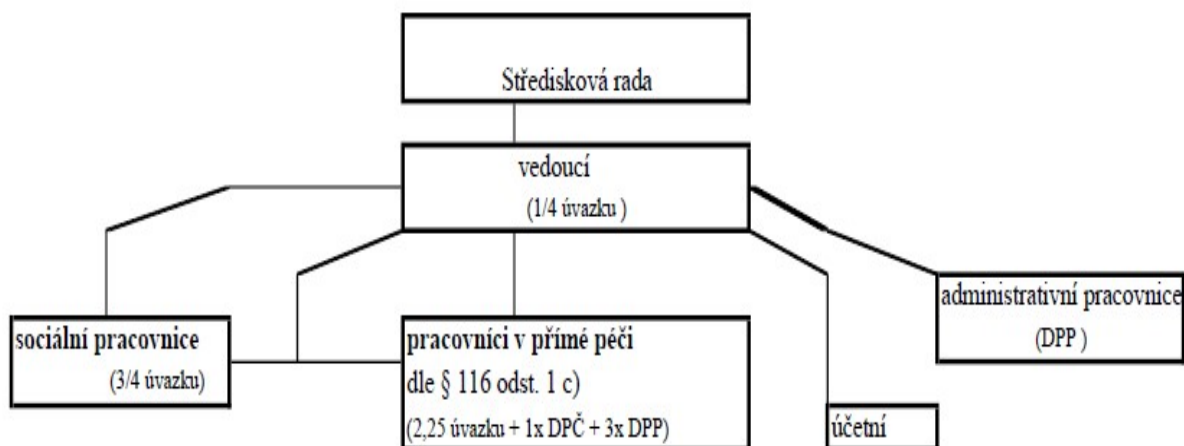 Středisková rada
vedoucí
(1/4 úvazku )
administrativní pracovnice
(DPP )
sociální pracovnice
(3/4 úvazku)
pracovníci v přímé péči
dle § 116 odst. 1 c)
(2,25 úvazku + 1x DPČ + 3x DPP)
účetní